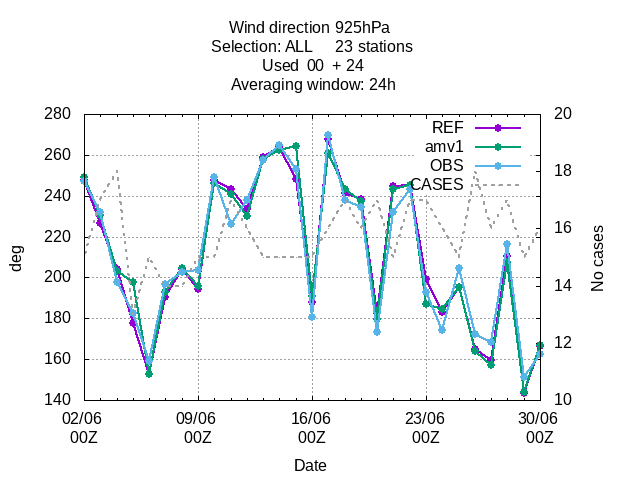 Wind direction 925hPa
Selection: ALL     23 stations
Used  00  + 24
Averaging window: 24h
280
260
240
220
200
180
160
140
deg
20
18
16
14
12
10
No cases
REF
amv1
OBS
CASES
02/06 09/06 16/06 23/06 30/06
00Z 00Z 00Z 00Z 00Z
Date